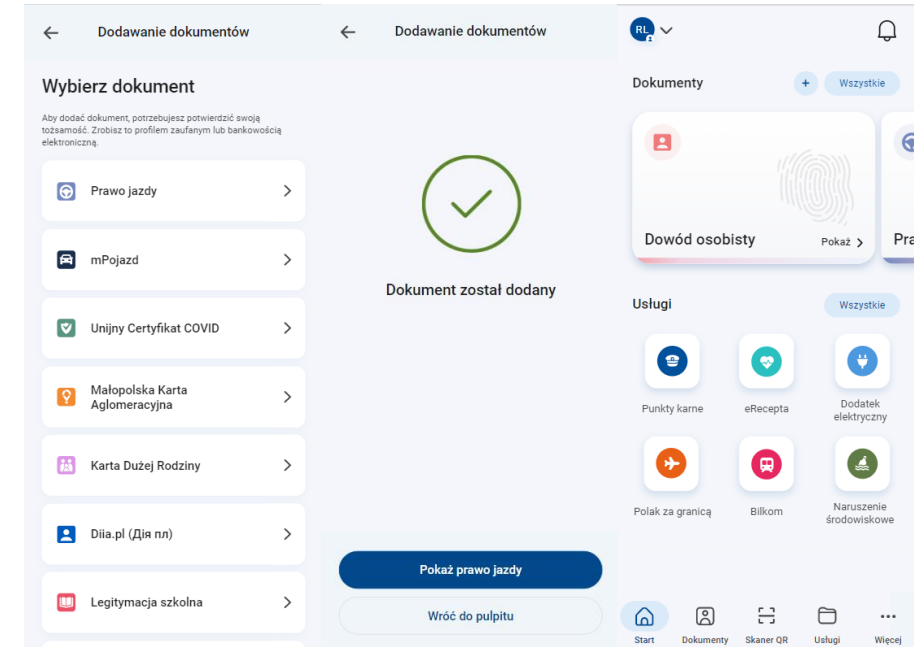 Dodawanie dokumentów
Wybierz dokument
Aby dodać dokument, potrzebujesz potwierdzić swoją
tożsamość. Zrobisz to profilem zaufanym lub bankowością
elektroniczną.
Prawo jazdy
mPojazd
Unijny Certyfikat COVID
Małopolska Karta
Aglomeracyjna
Karta Dużej Rodziny
Diia.pl (Дія пл)
Legitymacja szkolna
Dodawanie dokumentów
Dokument został dodany
Pokaż prawo jazdy
Wróć do pulpitu
RL
Dokumenty
+ Wszystkie
Dowód osobisty
Pokaż
Pra
Usługi
Wszystkie
Punkty karne
eRecepta
Dodatek
elektryczny
Polak za granicą
Bilkom
Naruszenie
środowiskowe
Start
Dokumenty
Skaner QR
Usługi
Więcej